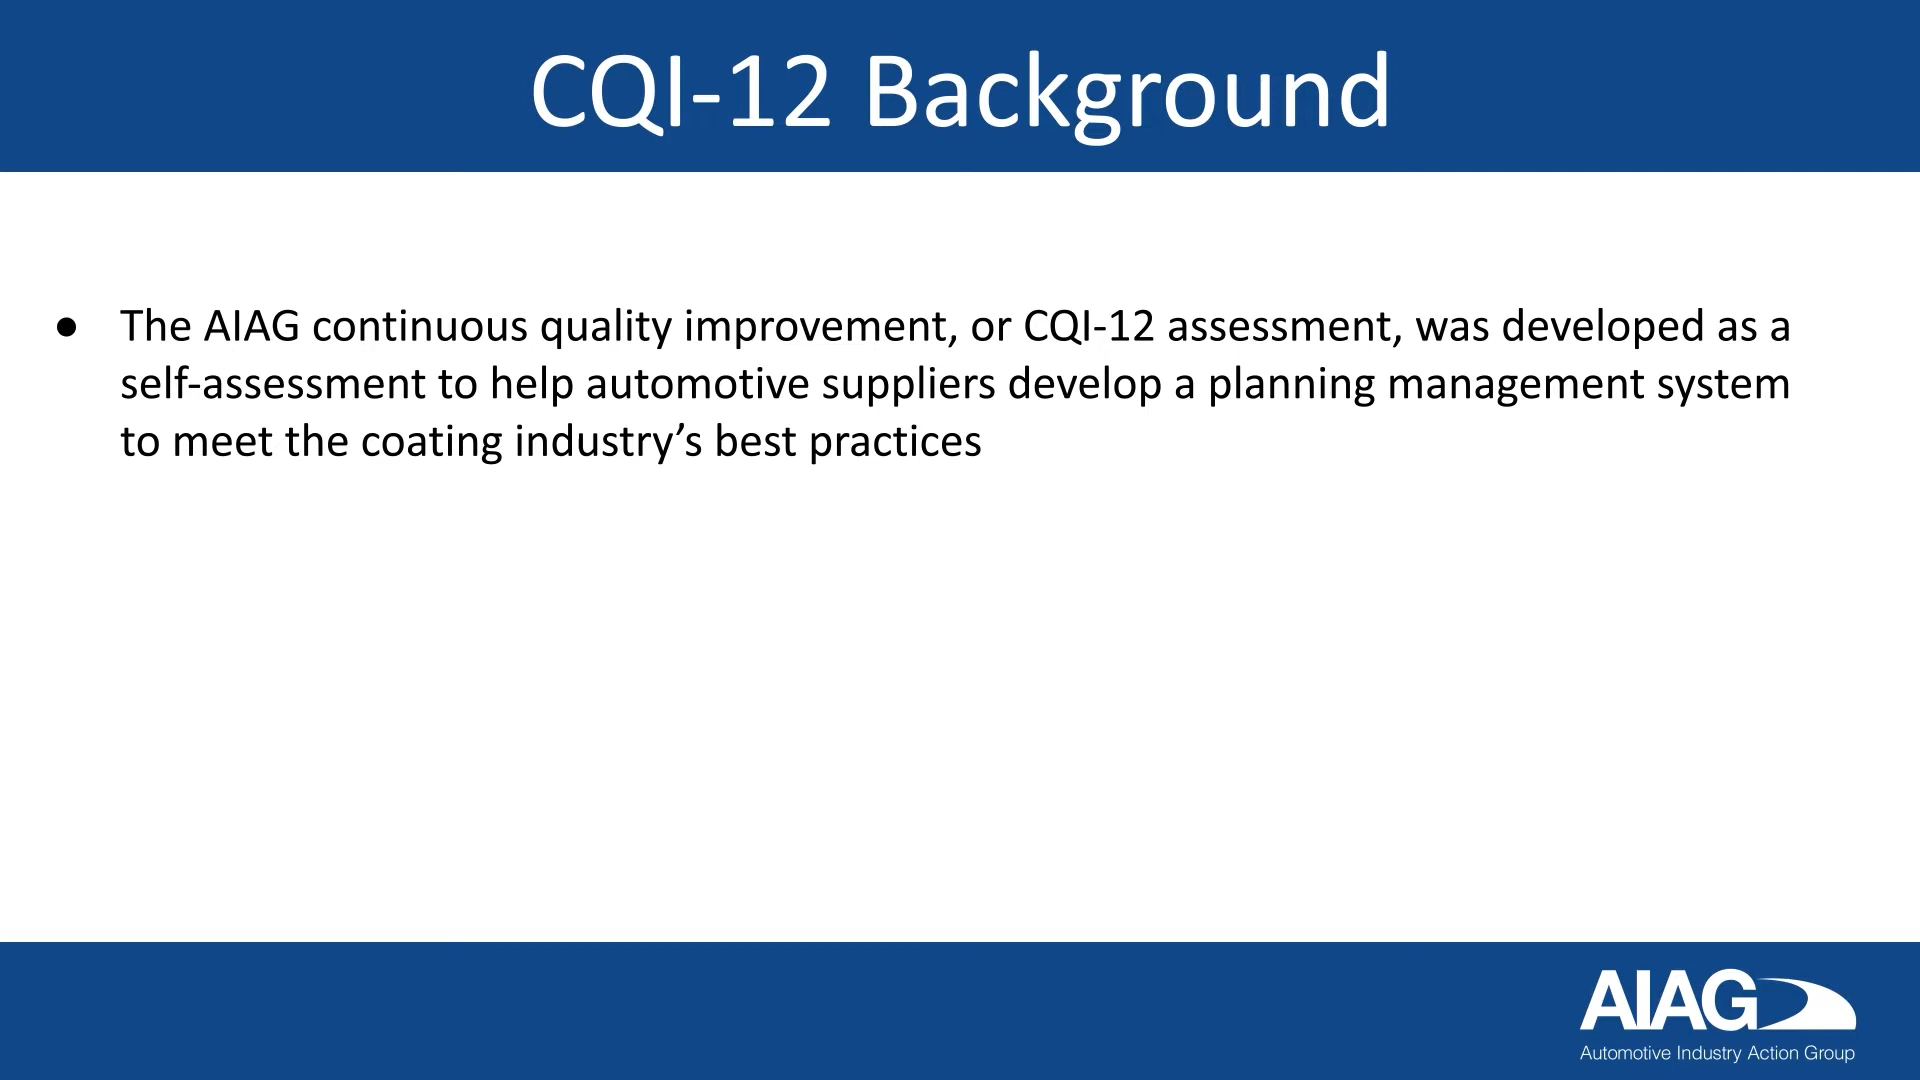 CQI-12 Background
● The AIAG continuous quality improvement, or CQI-12 assessment, was developed as a
self-assessment to help automotive suppliers develop a planning management system
to meet the coating industry’s best practices
AIAG
Automotive Industry Action Group